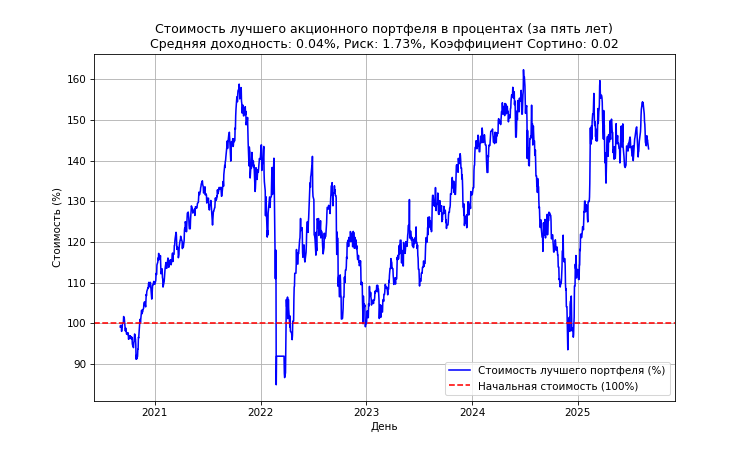 Стоимость лучшего акционного портфеля в процентах (за пять лет)
Средняя доходность: 0.04%, Риск: 1.73%, Коэффициент Сортино: 0.02
Стоимость (%)
160
150
140
130
120
110
100
90
2021
2022
2023
2024
2025
День
Стоимость лучшего портфеля (%)
Начальная стоимость (100%)